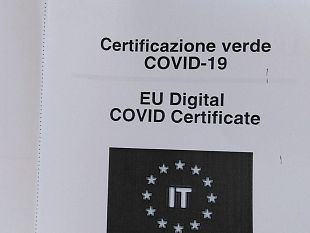 Certificazione verde
COVID-19
EU Digital
COVID Certificate
IT